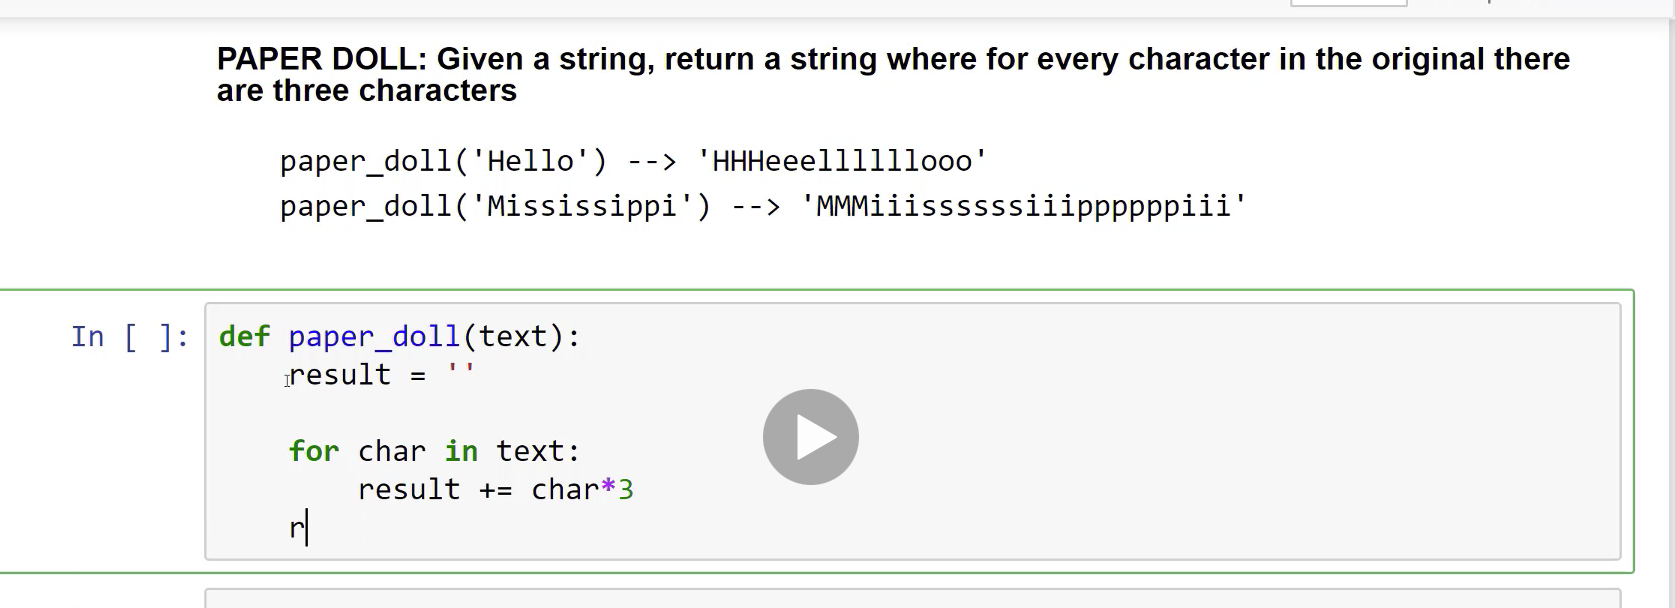 PAPER DOLL: Given a string, return a string where for every character in the original there
are three characters
paper_doll('Hello') --> 'HHHeeellllllooo'
paper_doll('Mississippi') --> 'MMMiiissssssiiippppppiii'
In [ ]:
def paper_doll(text):
    result = ''
    for char in text:
        result += char*3
    r